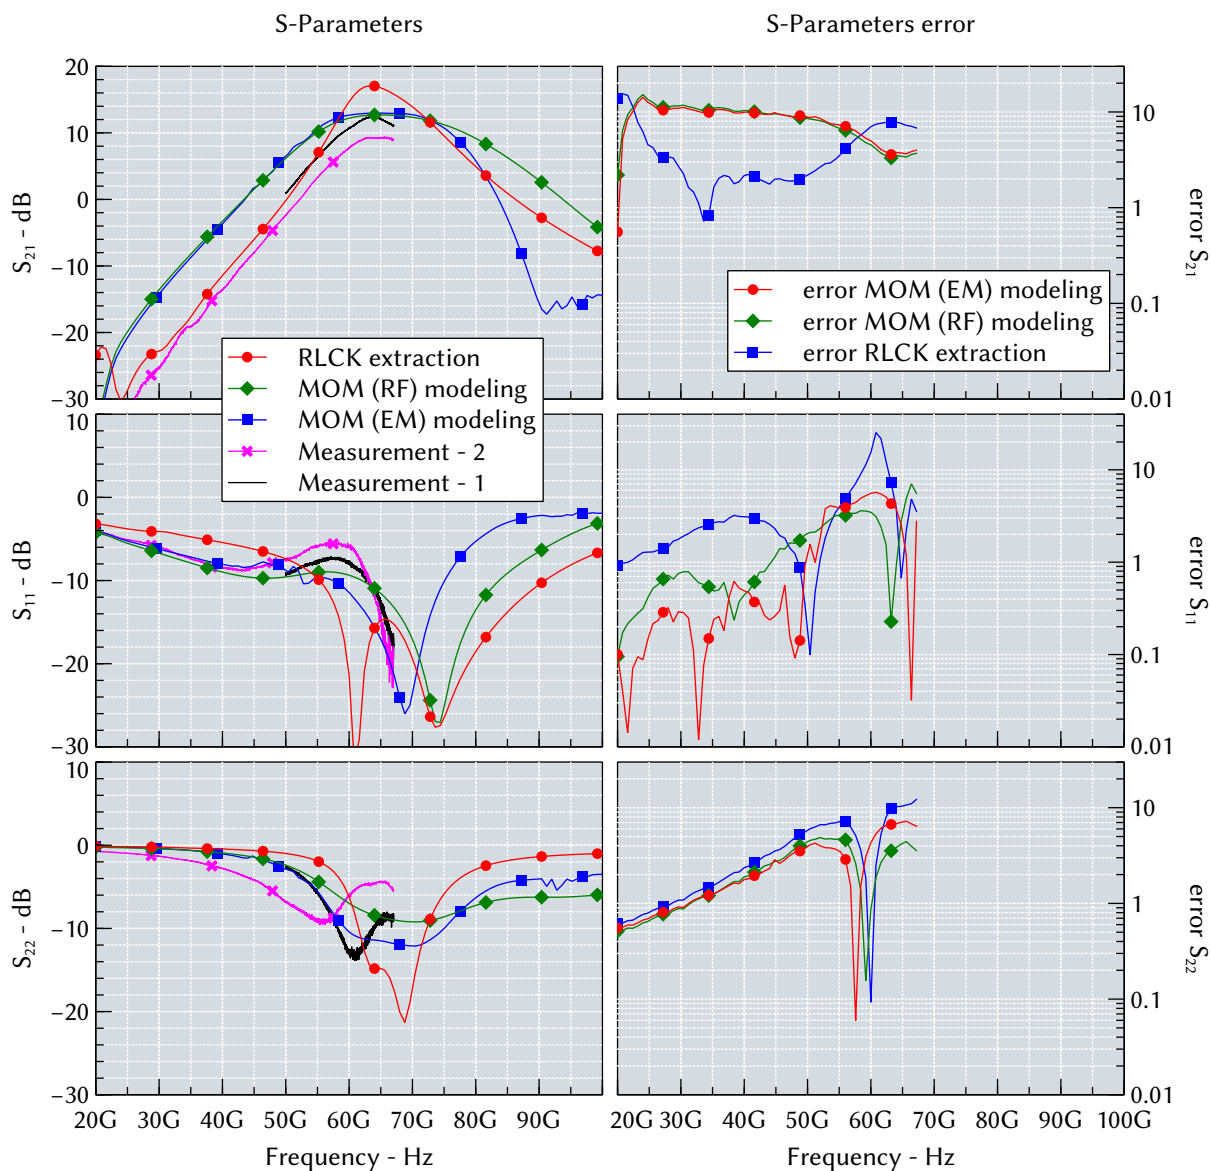 S-Parameters
S-Parameters error
20
10
0
−10
−20
−30
S21 - dB
10
1
0.1
0.01
error S21
error MOM (EM) modeling
error MOM (RF) modeling
error RLCK extraction
RLCK extraction
MOM (RF) modeling
MOM (EM) modeling
Measurement - 2
Measurement - 1
10
0
−10
−20
−30
S11 - dB
10
1
0.1
0.01
error S11
10
0
−10
−20
−30
S22 - dB
10
1
0.1
0.01
error S22
20G 30G 40G 50G 60G 70G 80G 90G
20G 30G 40G 50G 60G 70G 80G 90G 100G
Frequency - Hz
Frequency - Hz